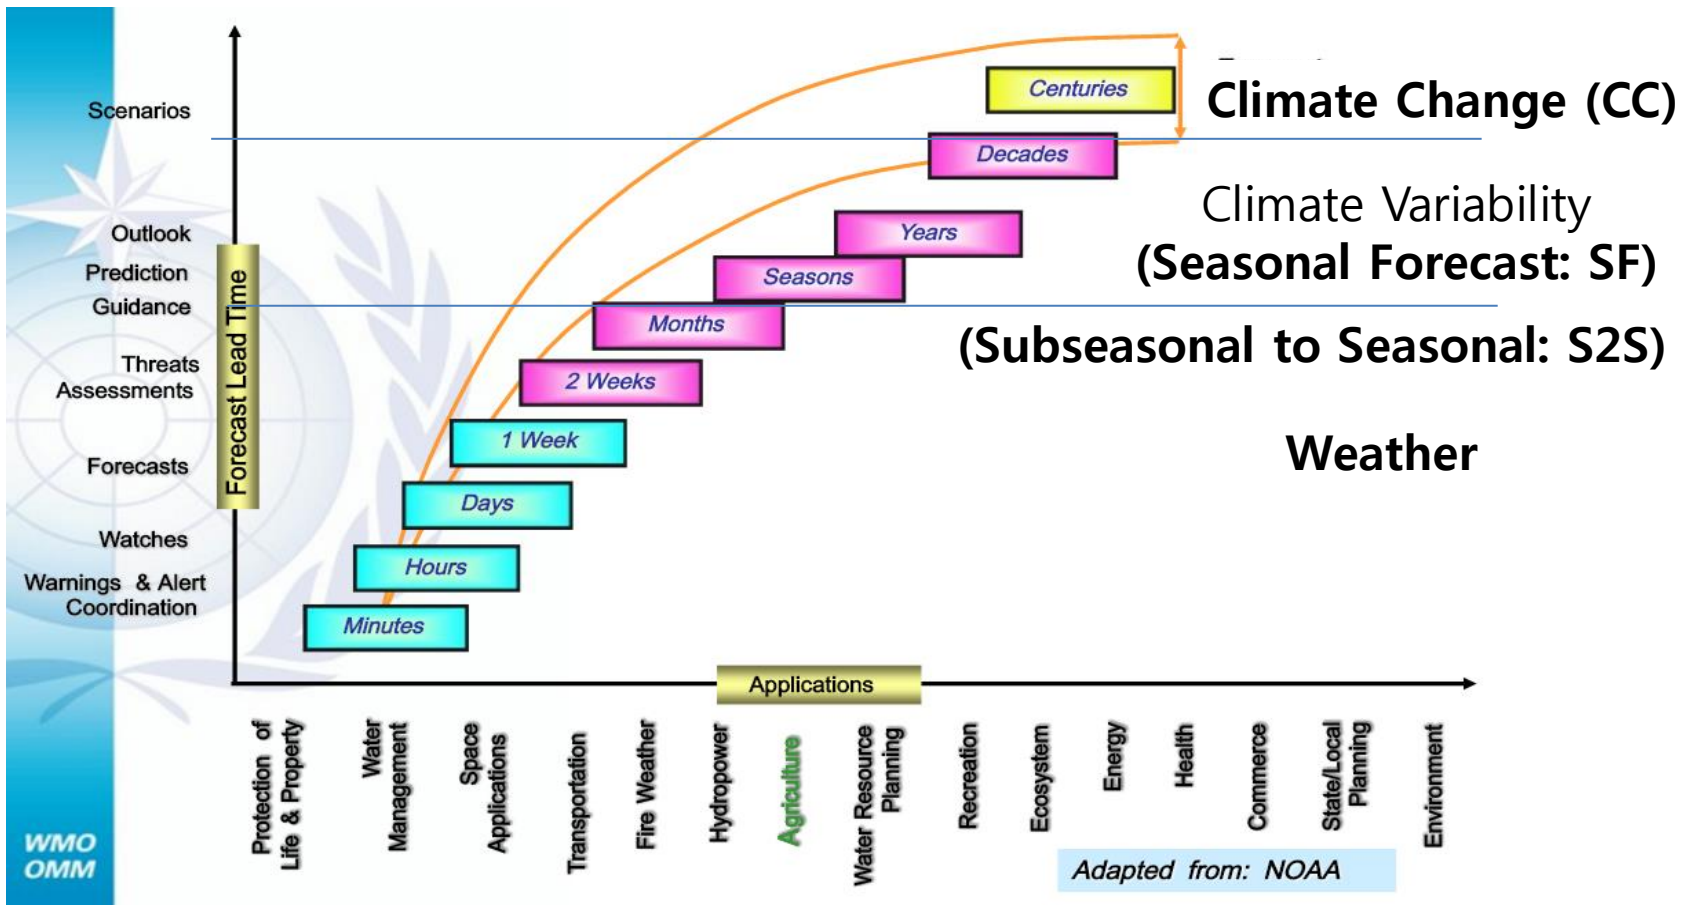 Scenarios
Outlook
Prediction
Guidance
Threats
Assessments
Forecasts
Watches
Warnings & Alert
Coordination
Forecast Lead Time
Centuries
Decades
Years
Seasons
Months
2 Weeks
1 Week
Days
Hours
Minutes
Climate Change (CC)
Climate Variability
(Seasonal Forecast: SF)
(Subseasonal to Seasonal: S2S)
Weather
Applications
Protection of
Life & Property
Water
Management
Space
Applications
Transportation
Fire Weather
Hydropower
Agriculture
Water Resource
Planning
Recreation
Ecosystem
Energy
Health
Commerce
State/Local
Planning
Environment
WMO
OMM
Adapted from: NOAA